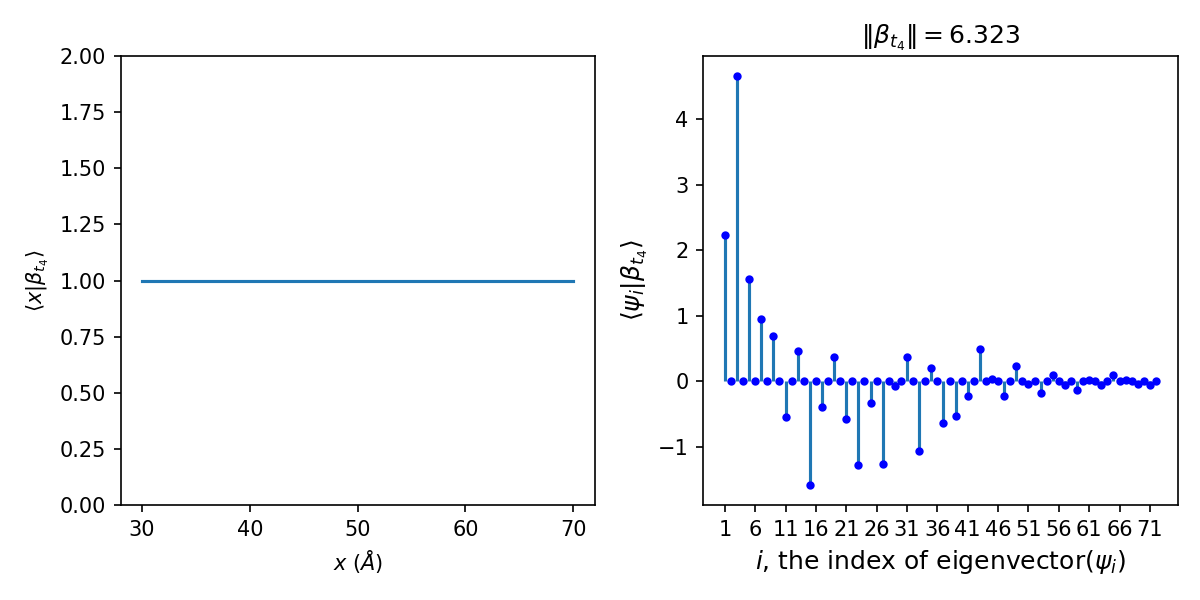 2.00
1.75
1.50
1.25
1.00
0.75
0.50
0.25
0.00
30 40 50 60 70
x (Å)
⟨x|β_{t_4}⟩
‖β_{t_4}‖ = 6.323
4
3
2
1
0
−1
1 6 11 16 21 26 31 36 41 46 51 56 61 66 71
i, the index of eigenvector(ψ_i)
⟨ψ_i|β_{t_4}⟩